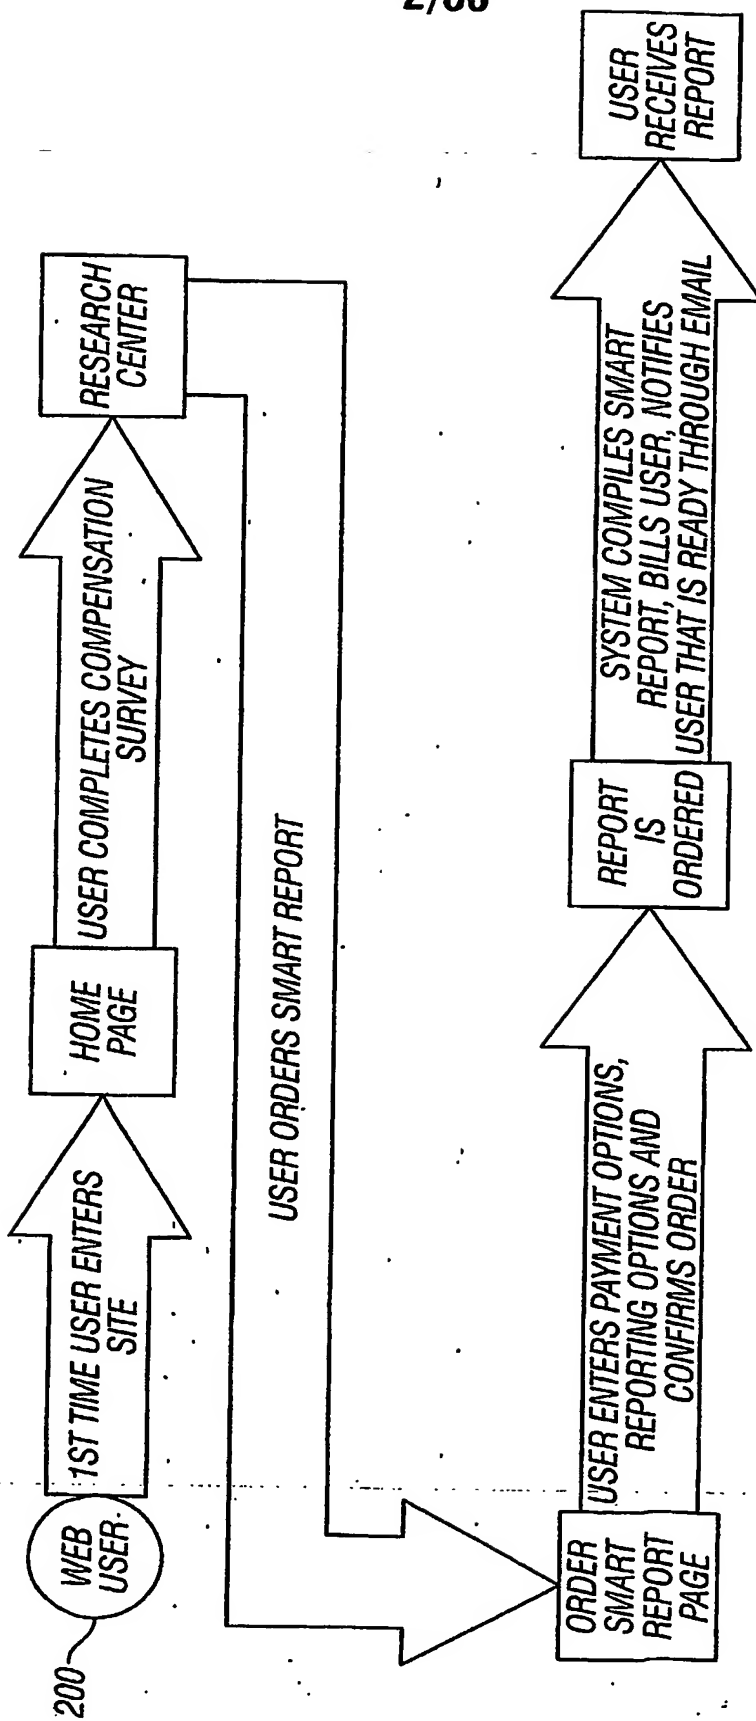 2/66
200
WEB
USER
1ST TIME USER ENTERS
SITE
HOME
PAGE
USER COMPLETES COMPENSATION
SURVEY
RESEARCH
CENTER
USER ORDERS SMART REPORT
ORDER
SMART
REPORT
PAGE
USER ENTERS PAYMENT OPTIONS,
REPORTING OPTIONS AND
CONFIRMS ORDER
REPORT
IS
ORDERED
SYSTEM COMPILES SMART
REPORT, BILLS USER, NOTIFIES
USER THAT IS READY THROUGH EMAIL
USER
RECEIVES
REPORT